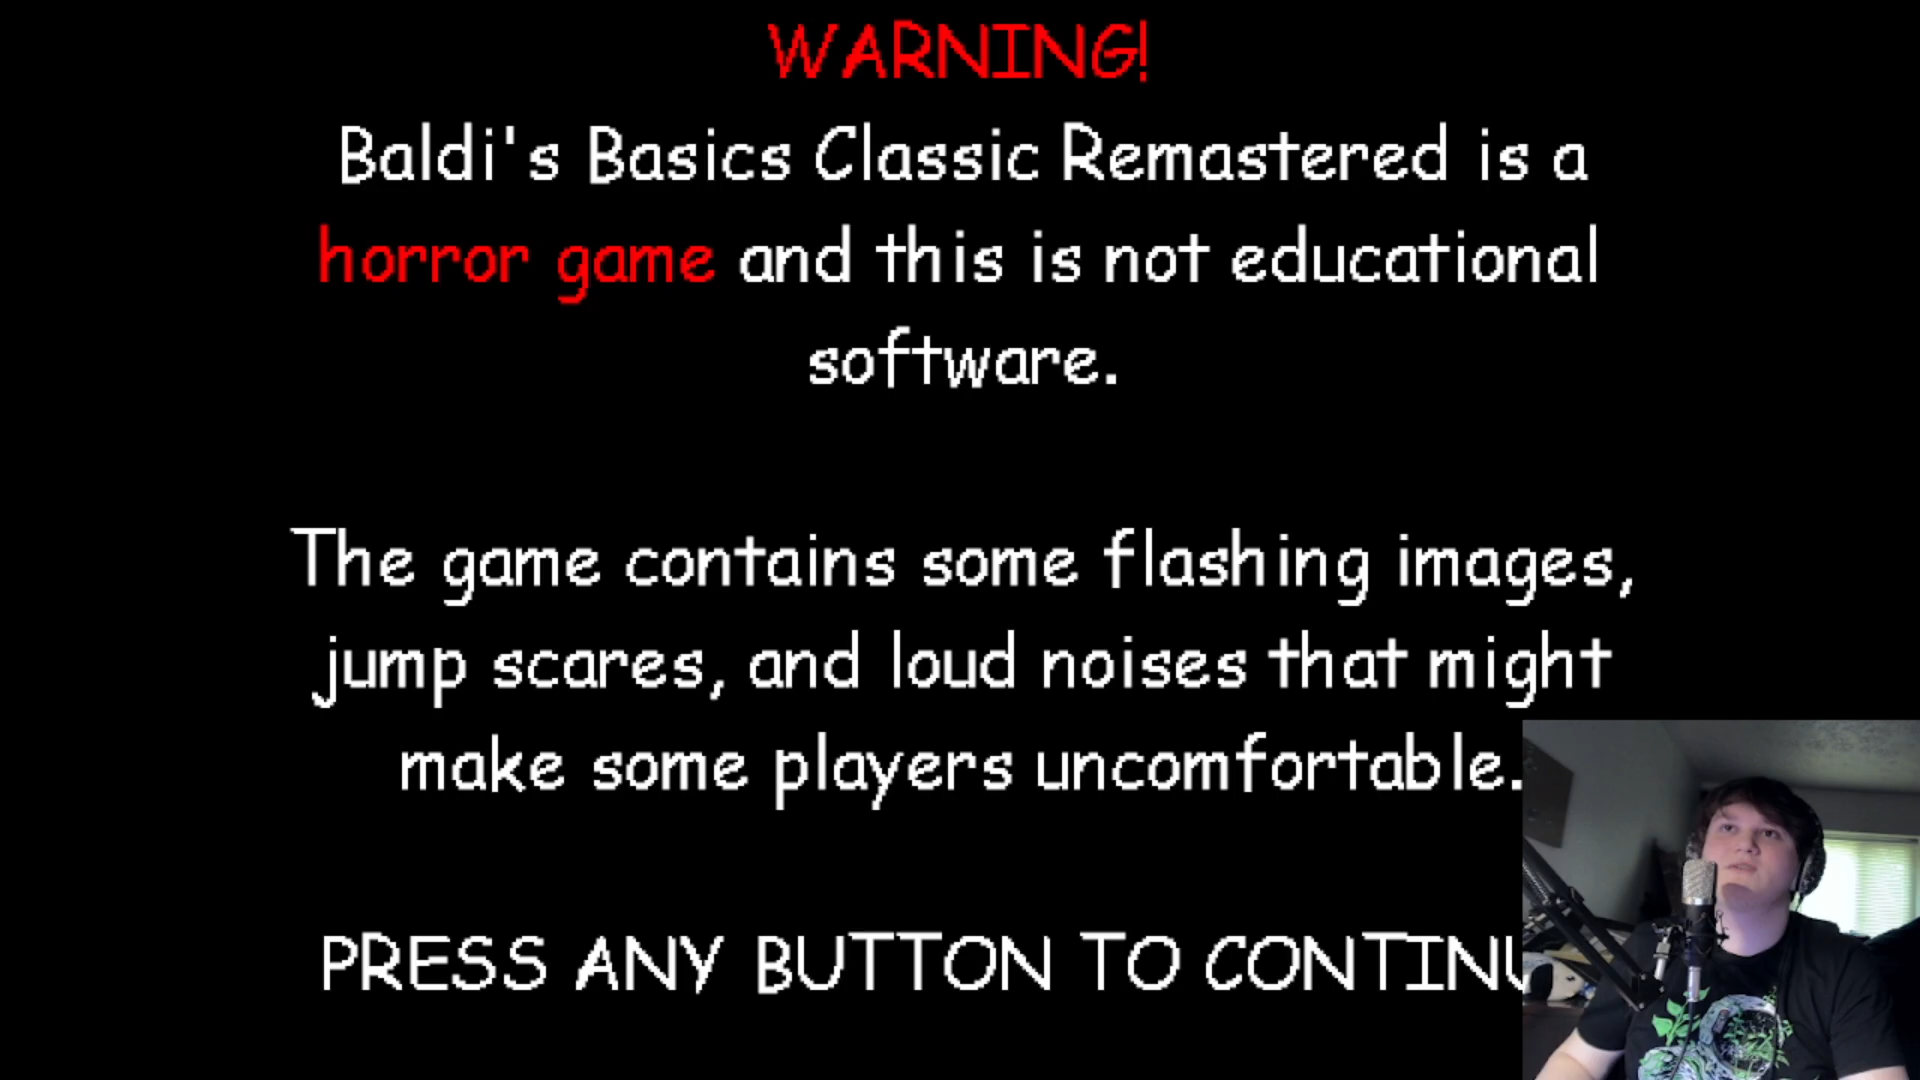 WARNING!
Baldi's Basics Classic Remastered is a
horror game and this is not educational
software.
The game contains some flashing images,
jump scares, and loud noises that might
make some players uncomfortable.
PRESS ANY BUTTON TO